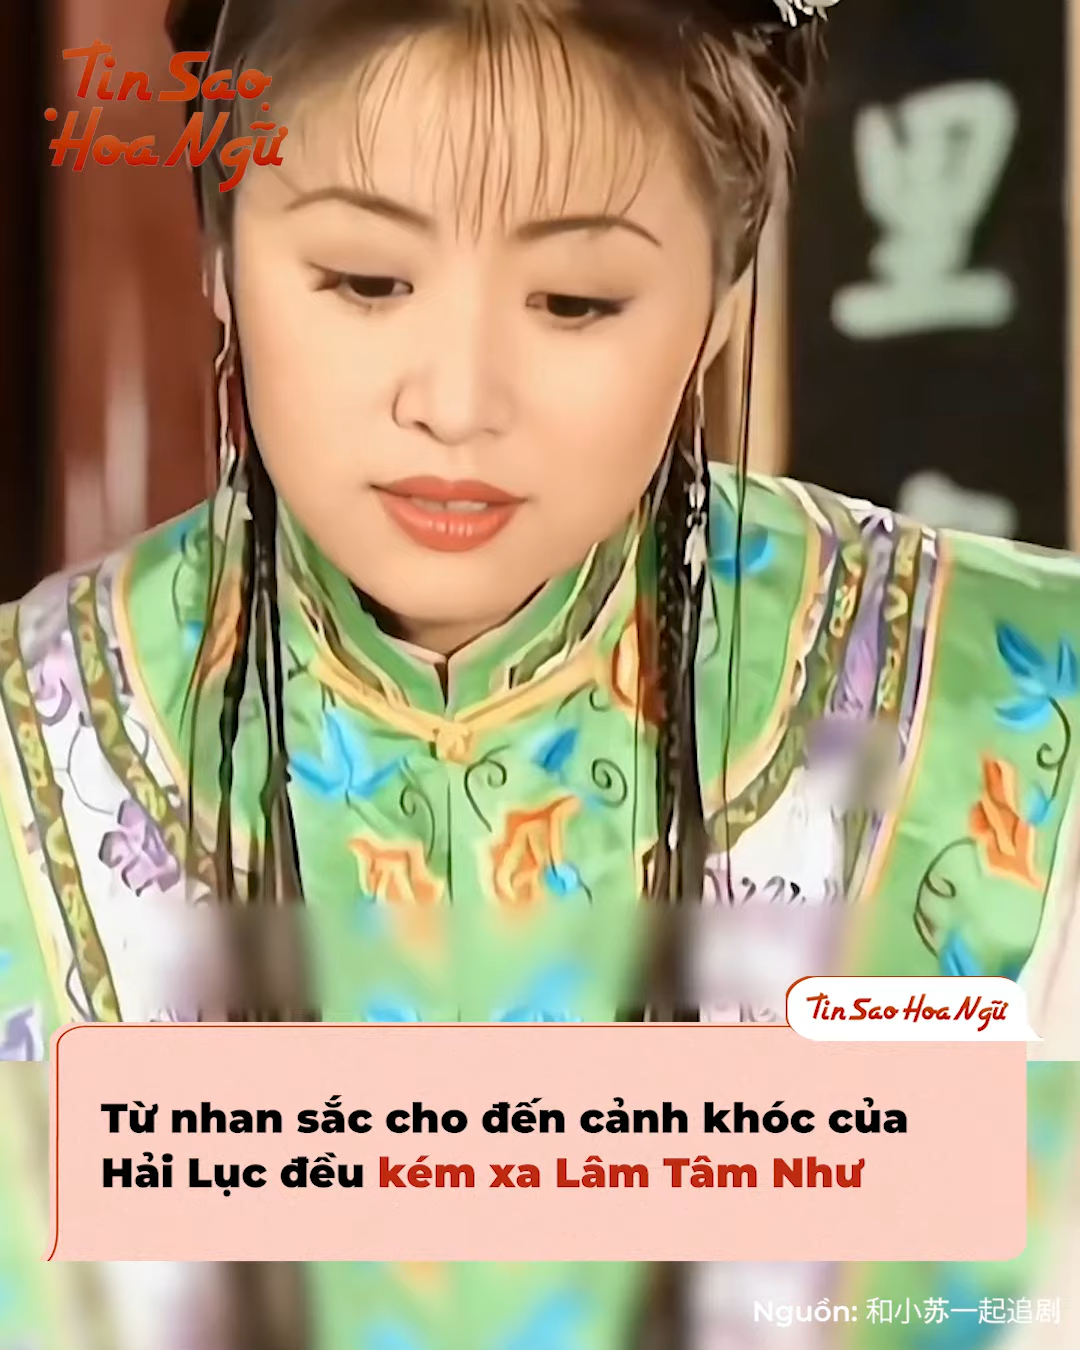 Tin Sao
Hoa Ngữ
里
Tin Sao Hoa Ngữ
Từ nhan sắc cho đến cảnh khóc của
Hải Lục đều kém xa Lâm Tâm Như
Nguồn: 和小苏一起追剧